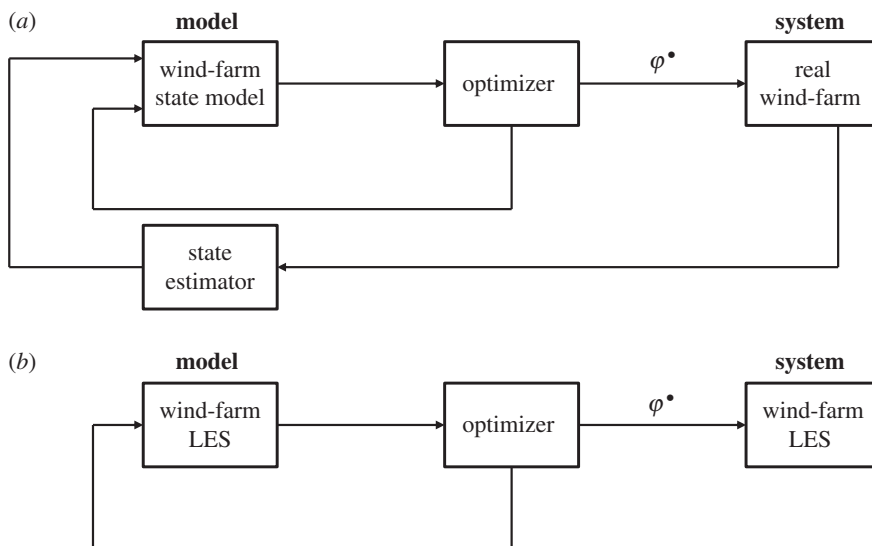 (a)
model
system
wind-farm
state model
optimizer
φ•
real
wind-farm
state
estimator
(b)
model
system
wind-farm
LES
optimizer
φ•
wind-farm
LES